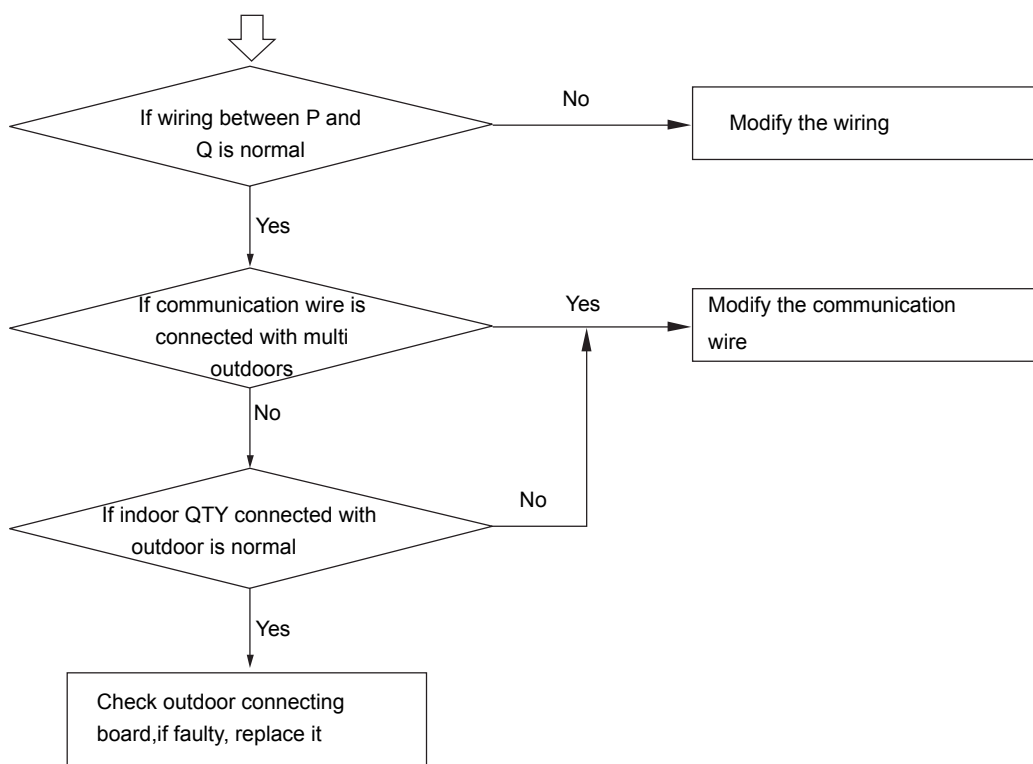 If wiring between P and
Q is normal
No
Modify the wiring
Yes
If communication wire is
connected with multi
outdoors
Yes
Modify the communication
wire
No
If indoor QTY connected with
outdoor is normal
No
Yes
Check outdoor connecting
board,if faulty, replace it